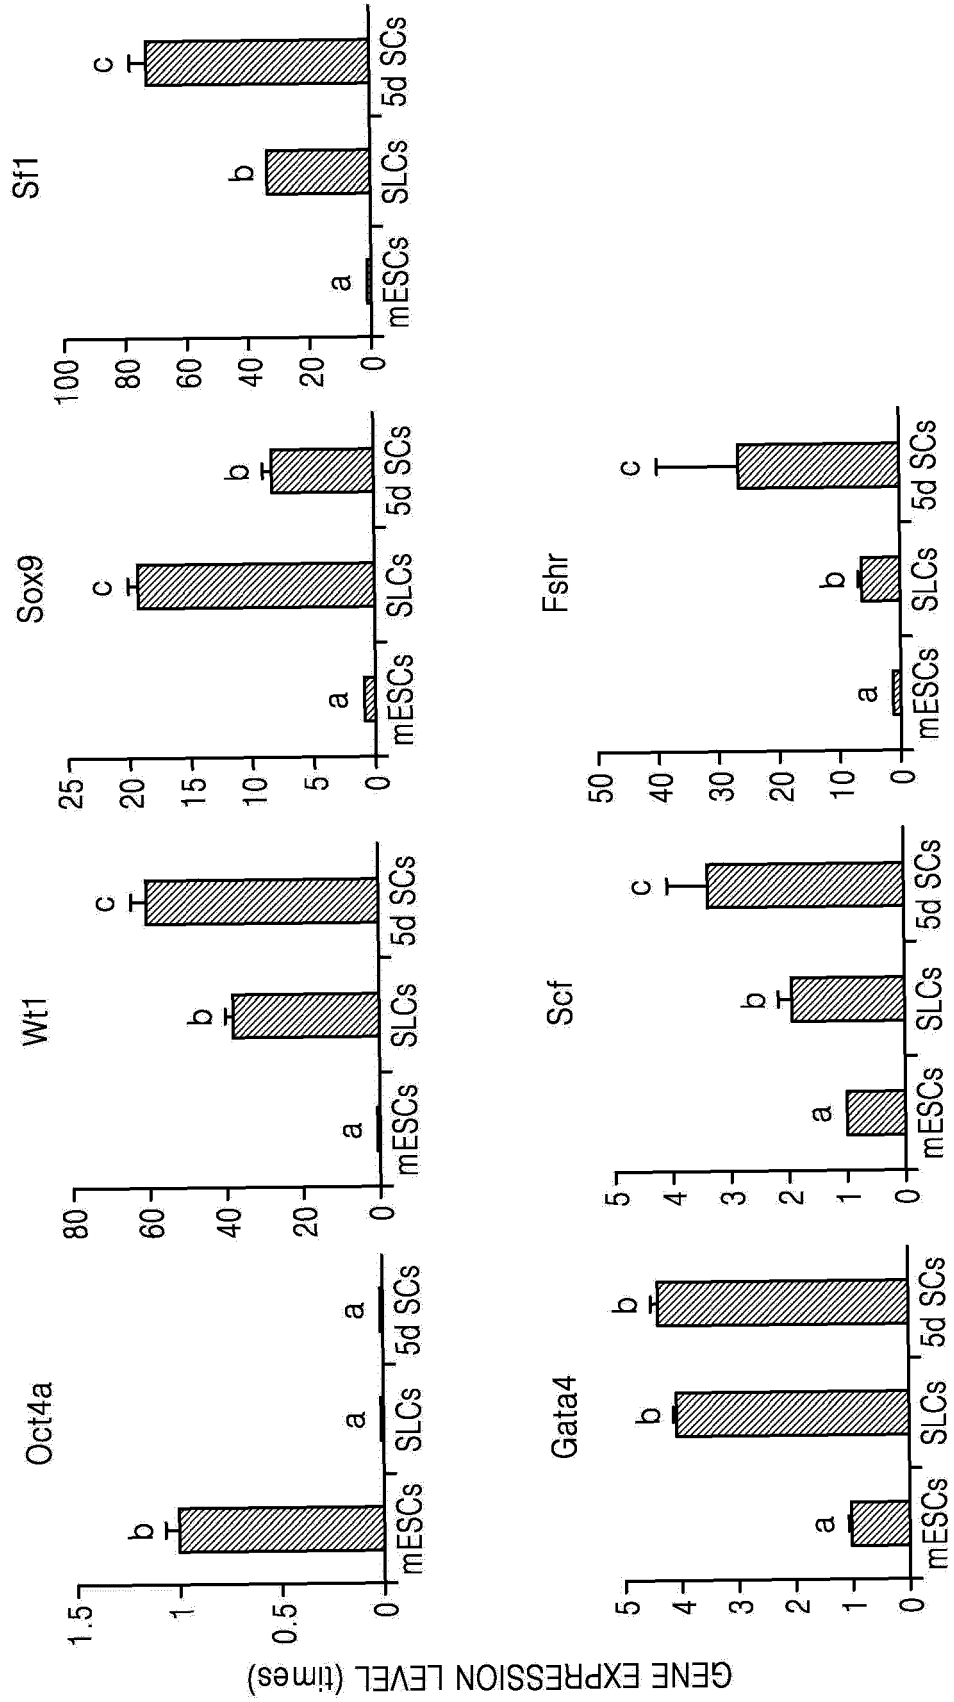 GENE EXPRESSION LEVEL (times)
Oct4a
1.5
1
0.5
0
b
a
a
mESCs SLCs 5d SCs
Wt1
80
60
40
20
0
a
b
c
mESCs SLCs 5d SCs
Sox9
25
20
15
10
5
0
a
c
b
mESCs SLCs 5d SCs
Sf1
100
80
60
40
20
0
a
b
c
mESCs SLCs 5d SCs
Gata4
5
4
3
2
1
0
a
b
b
mESCs SLCs 5d SCs
Scf
5
4
3
2
1
0
a
b
c
mESCs SLCs 5d SCs
Fshr
50
40
30
20
10
0
a
b
c
mESCs SLCs 5d SCs